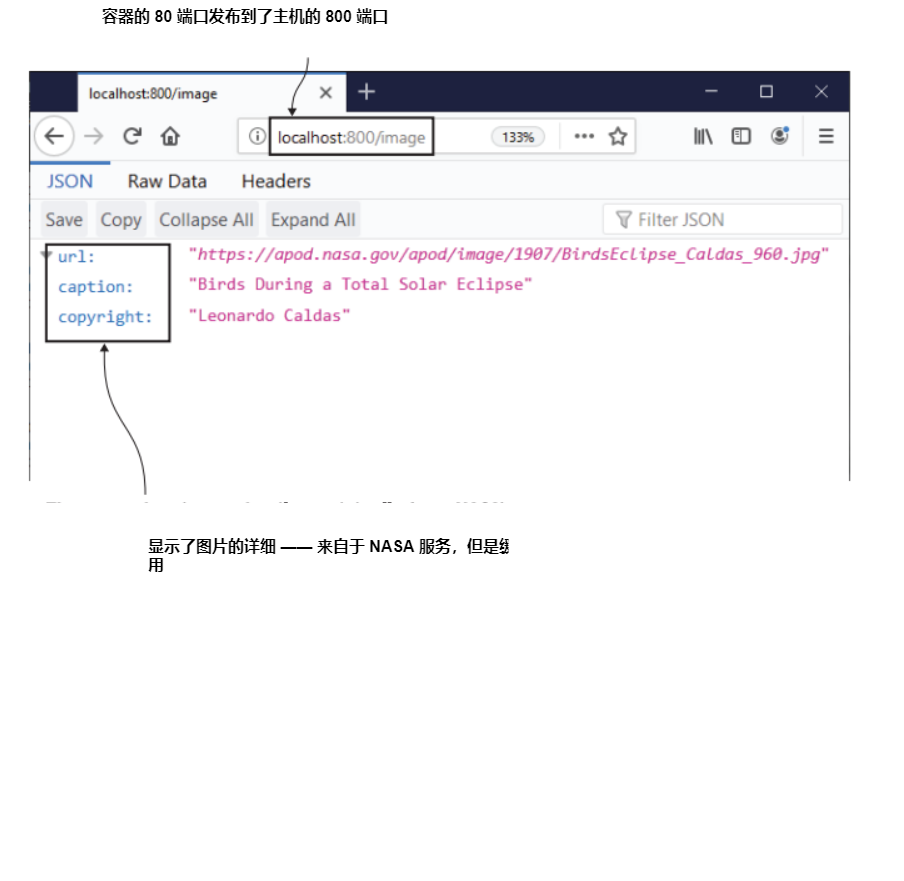 容器的 80 端口发布到了主机的 800 端口
localhost:800/image
localhost:800/image 133%
JSON Raw Data Headers
Save Copy Collapse All Expand All Filter JSON
url: "https://apod.nasa.gov/apod/image/1907/BirdsEclipse_Caldas_960.jpg"
caption: "Birds During a Total Solar Eclipse"
copyright: "Leonardo Caldas"
显示了图片的详细 —— 来自于 NASA 服务，但是
用